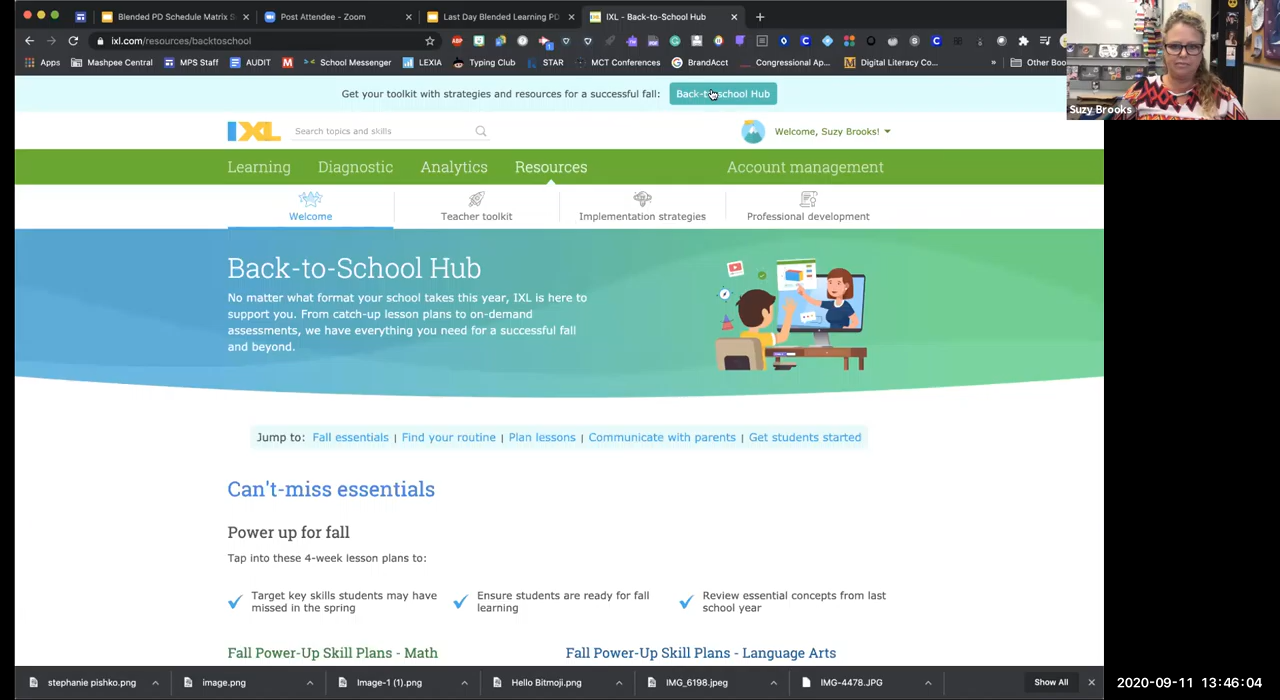 Blended PD Schedule Matrix S
Post Attendee - Zoom
Last Day Blended Learning PD
IXL - Back-to-School Hub
ixl.com/resources/backtoschool
Apps
Mashpee Central
MPS Staff
AUDIT
School Messenger
LEXIA
Typing Club
STAR
MCT Conferences
BrandAcct
Congressional Ap...
Digital Literacy Co...
»
Other Boo
Suzy Brooks
Get your toolkit with strategies and resources for a successful fall: Back-to-School Hub
IXL
Search topics and skills
Welcome, Suzy Brooks!
Learning
Diagnostic
Analytics
Resources
Account management
Welcome
Teacher toolkit
Implementation strategies
Professional development
Back-to-School Hub
No matter what format your school takes this year, IXL is here to
support you. From catch-up lesson plans to on-demand
assessments, we have everything you need for a successful fall
and beyond.
Jump to: Fall essentials | Find your routine | Plan lessons | Communicate with parents | Get students started
Can't-miss essentials
Power up for fall
Tap into these 4-week lesson plans to:
Target key skills students may have
missed in the spring
Ensure students are ready for fall
learning
Review essential concepts from last
school year
Fall Power-Up Skill Plans - Math
Fall Power-Up Skill Plans - Language Arts
stephanie pishko.png
image.png
Image-1 (1).png
Hello Bitmoji.png
IMG_6198.jpeg
IMG-4478.JPG
Show All
2020-09-11 13:46:04